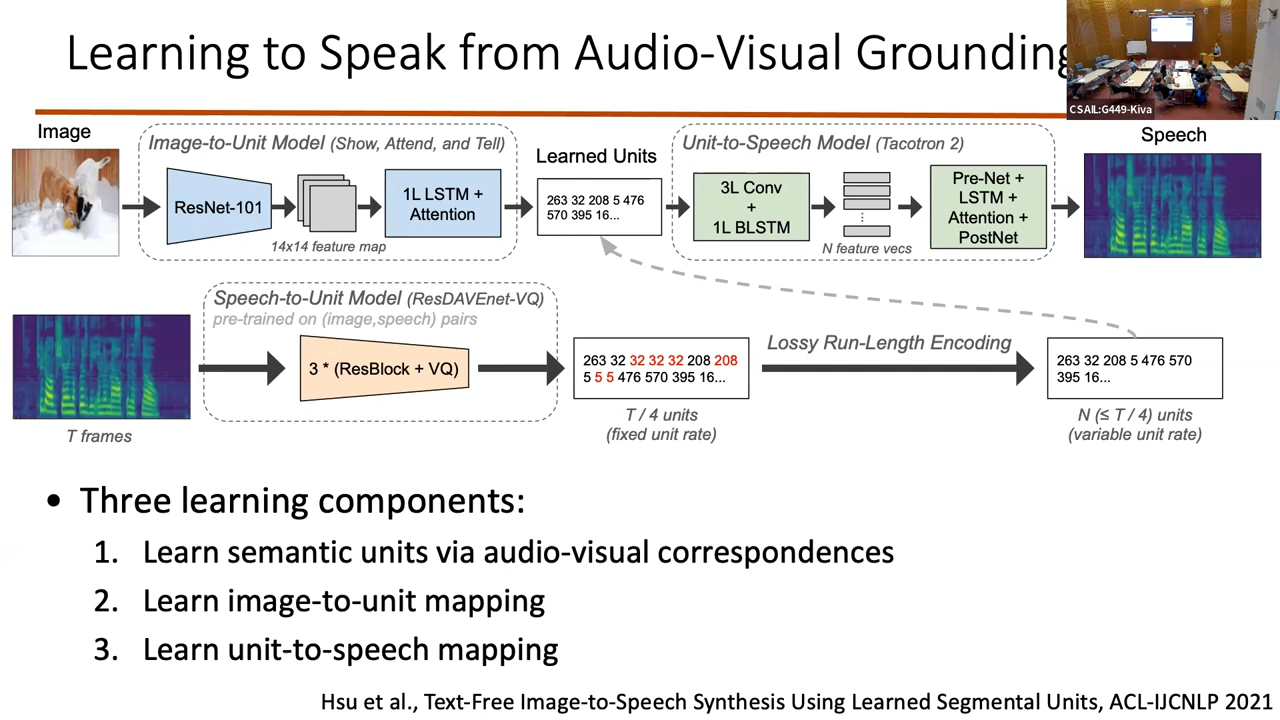 Learning to Speak from Audio-Visual Grounding
CSAIL:G449-Kiva
Image
Image-to-Unit Model (Show, Attend, and Tell)
ResNet-101
14x14 feature map
1L LSTM +
Attention
Learned Units
263 32 208 5 476
570 395 16...
Unit-to-Speech Model (Tacotron 2)
3L Conv
+
1L BLSTM
N feature vecs
Pre-Net +
LSTM +
Attention +
PostNet
Speech
Speech-to-Unit Model (ResDAVEnet-VQ)
pre-trained on (image,speech) pairs
T frames
3 * (ResBlock + VQ)
263 32 32 32 32 208 208
5 5 5 476 570 395 16...
T / 4 units
(fixed unit rate)
Lossy Run-Length Encoding
263 32 208 5 476 570
395 16...
N (≤ T / 4) units
(variable unit rate)
• Three learning components:
1. Learn semantic units via audio-visual correspondences
2. Learn image-to-unit mapping
3. Learn unit-to-speech mapping
Hsu et al., Text-Free Image-to-Speech Synthesis Using Learned Segmental Units, ACL-IJCNLP 2021